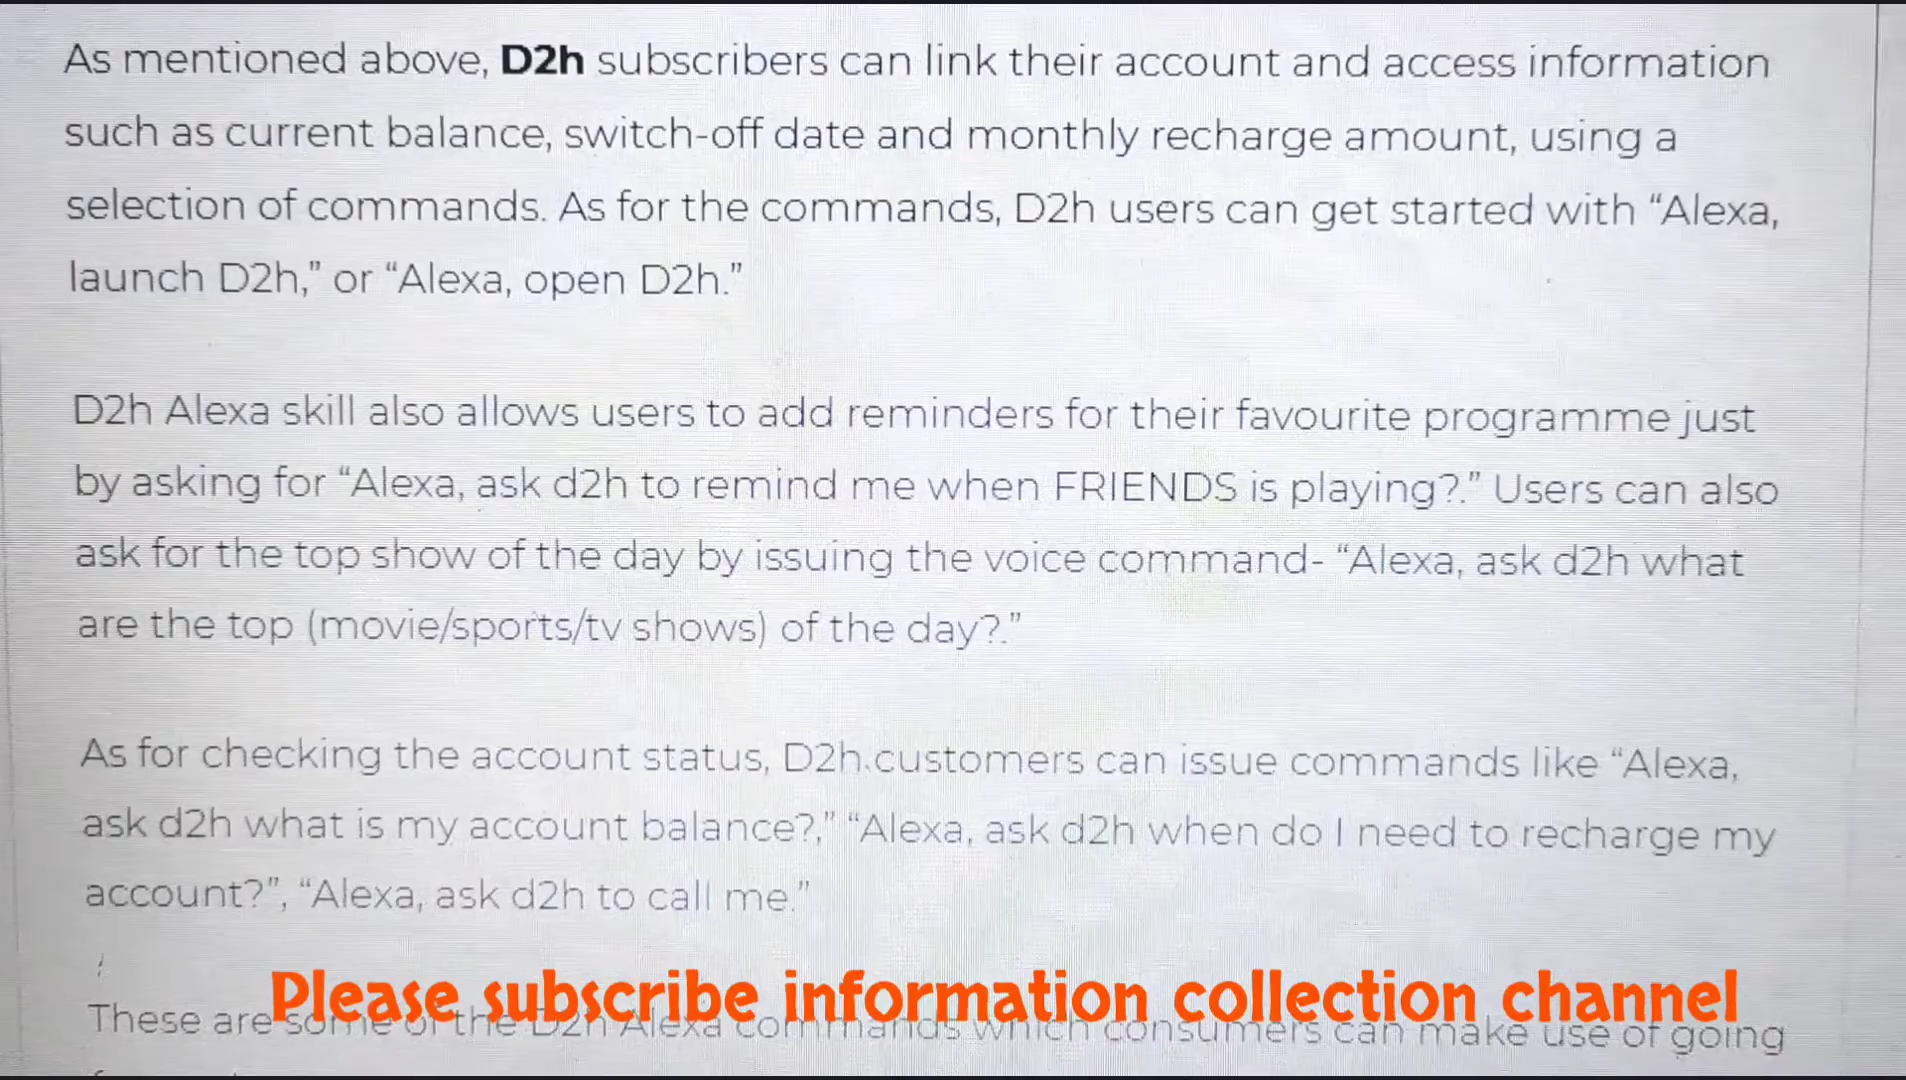 As mentioned above, D2h subscribers can link their account and access information
such as current balance, switch-off date and monthly recharge amount, using a
selection of commands. As for the commands, D2h users can get started with “Alexa,
launch D2h,” or “Alexa, open D2h.”
D2h Alexa skill also allows users to add reminders for their favourite programme just
by asking for “Alexa, ask d2h to remind me when FRIENDS is playing?.” Users can also
ask for the top show of the day by issuing the voice command- “Alexa, ask d2h what
are the top (movie/sports/tv shows) of the day?.”
As for checking the account status, D2h customers can issue commands like “Alexa,
ask d2h what is my account balance?,” “Alexa, ask d2h when do I need to recharge my
account?”, “Alexa, ask d2h to call me.”
Please subscribe information collection channel
These are some of the D2h Alexa commands which consumers can make use of going